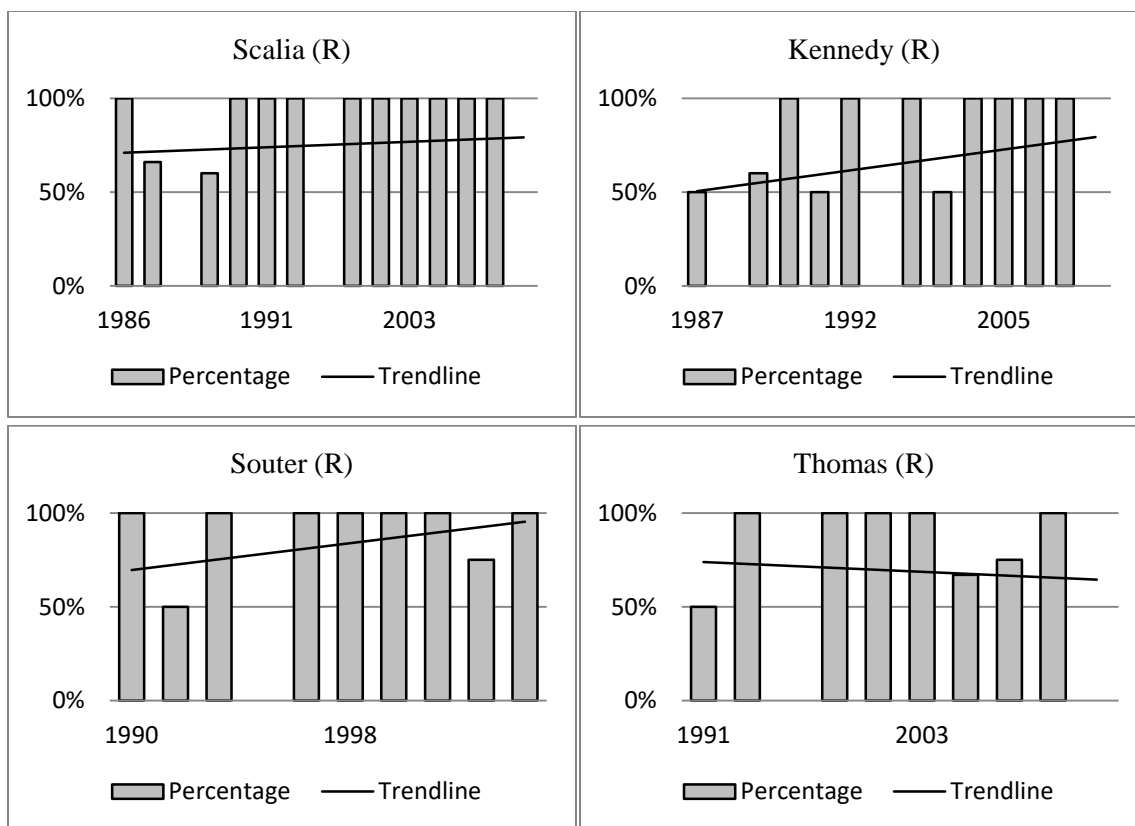 Scalia (R)
100%
50%
0%
1986 1991 2003
Percentage Trendline
Kennedy (R)
100%
50%
0%
1987 1992 2005
Percentage Trendline
Souter (R)
100%
50%
0%
1990 1998
Percentage Trendline
Thomas (R)
100%
50%
0%
1991 2003
Percentage Trendline